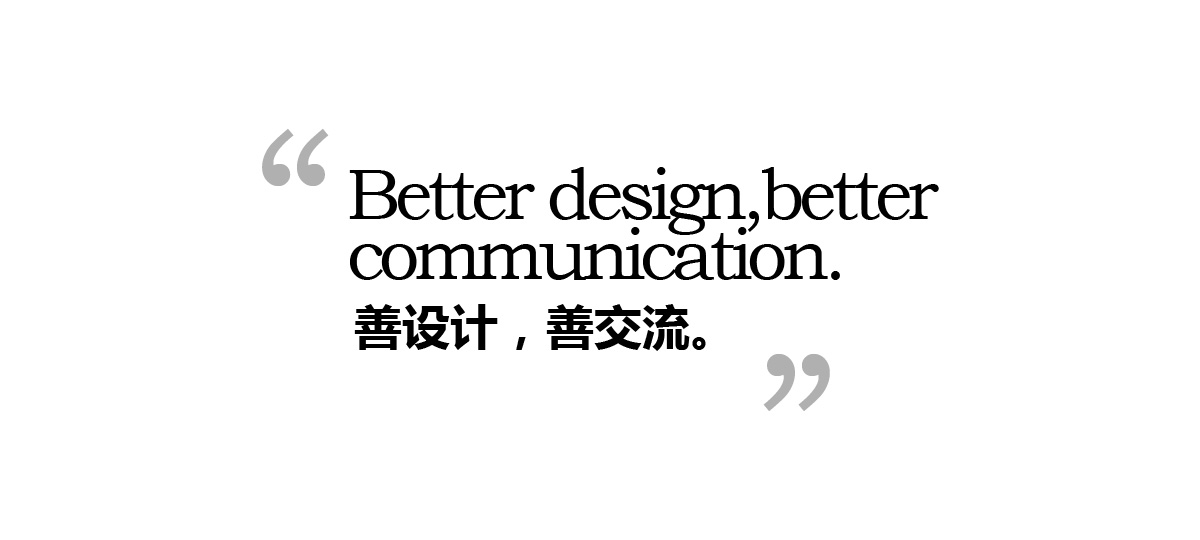 “Better design,better
communication.
善设计，善交流。”